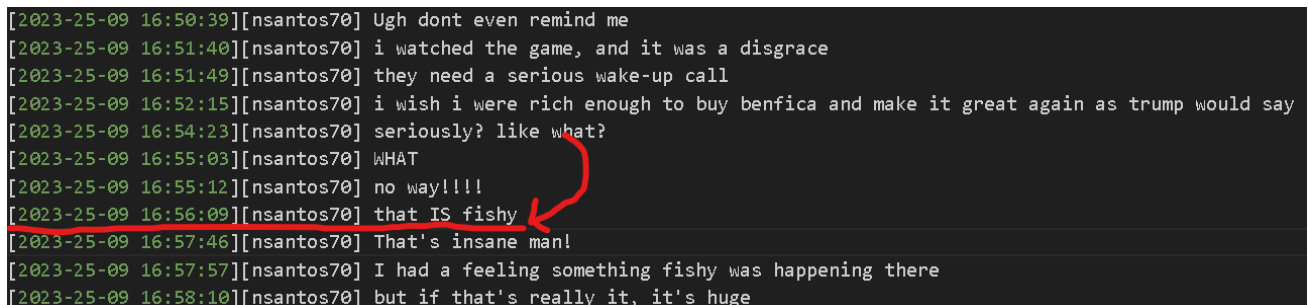 [2023-25-09 16:50:39][nsantos70] Ugh dont even remind me
[2023-25-09 16:51:40][nsantos70] i watched the game, and it was a disgrace
[2023-25-09 16:51:49][nsantos70] they need a serious wake-up call
[2023-25-09 16:52:15][nsantos70] i wish i were rich enough to buy benfica and make it great again as trump would say
[2023-25-09 16:54:23][nsantos70] seriously? like what?
[2023-25-09 16:55:03][nsantos70] WHAT
[2023-25-09 16:55:12][nsantos70] no way!!!!
[2023-25-09 16:56:09][nsantos70] that IS fishy
[2023-25-09 16:57:46][nsantos70] That's insane man!
[2023-25-09 16:57:57][nsantos70] I had a feeling something fishy was happening there
[2023-25-09 16:58:10][nsantos70] but if that's really it, it's huge